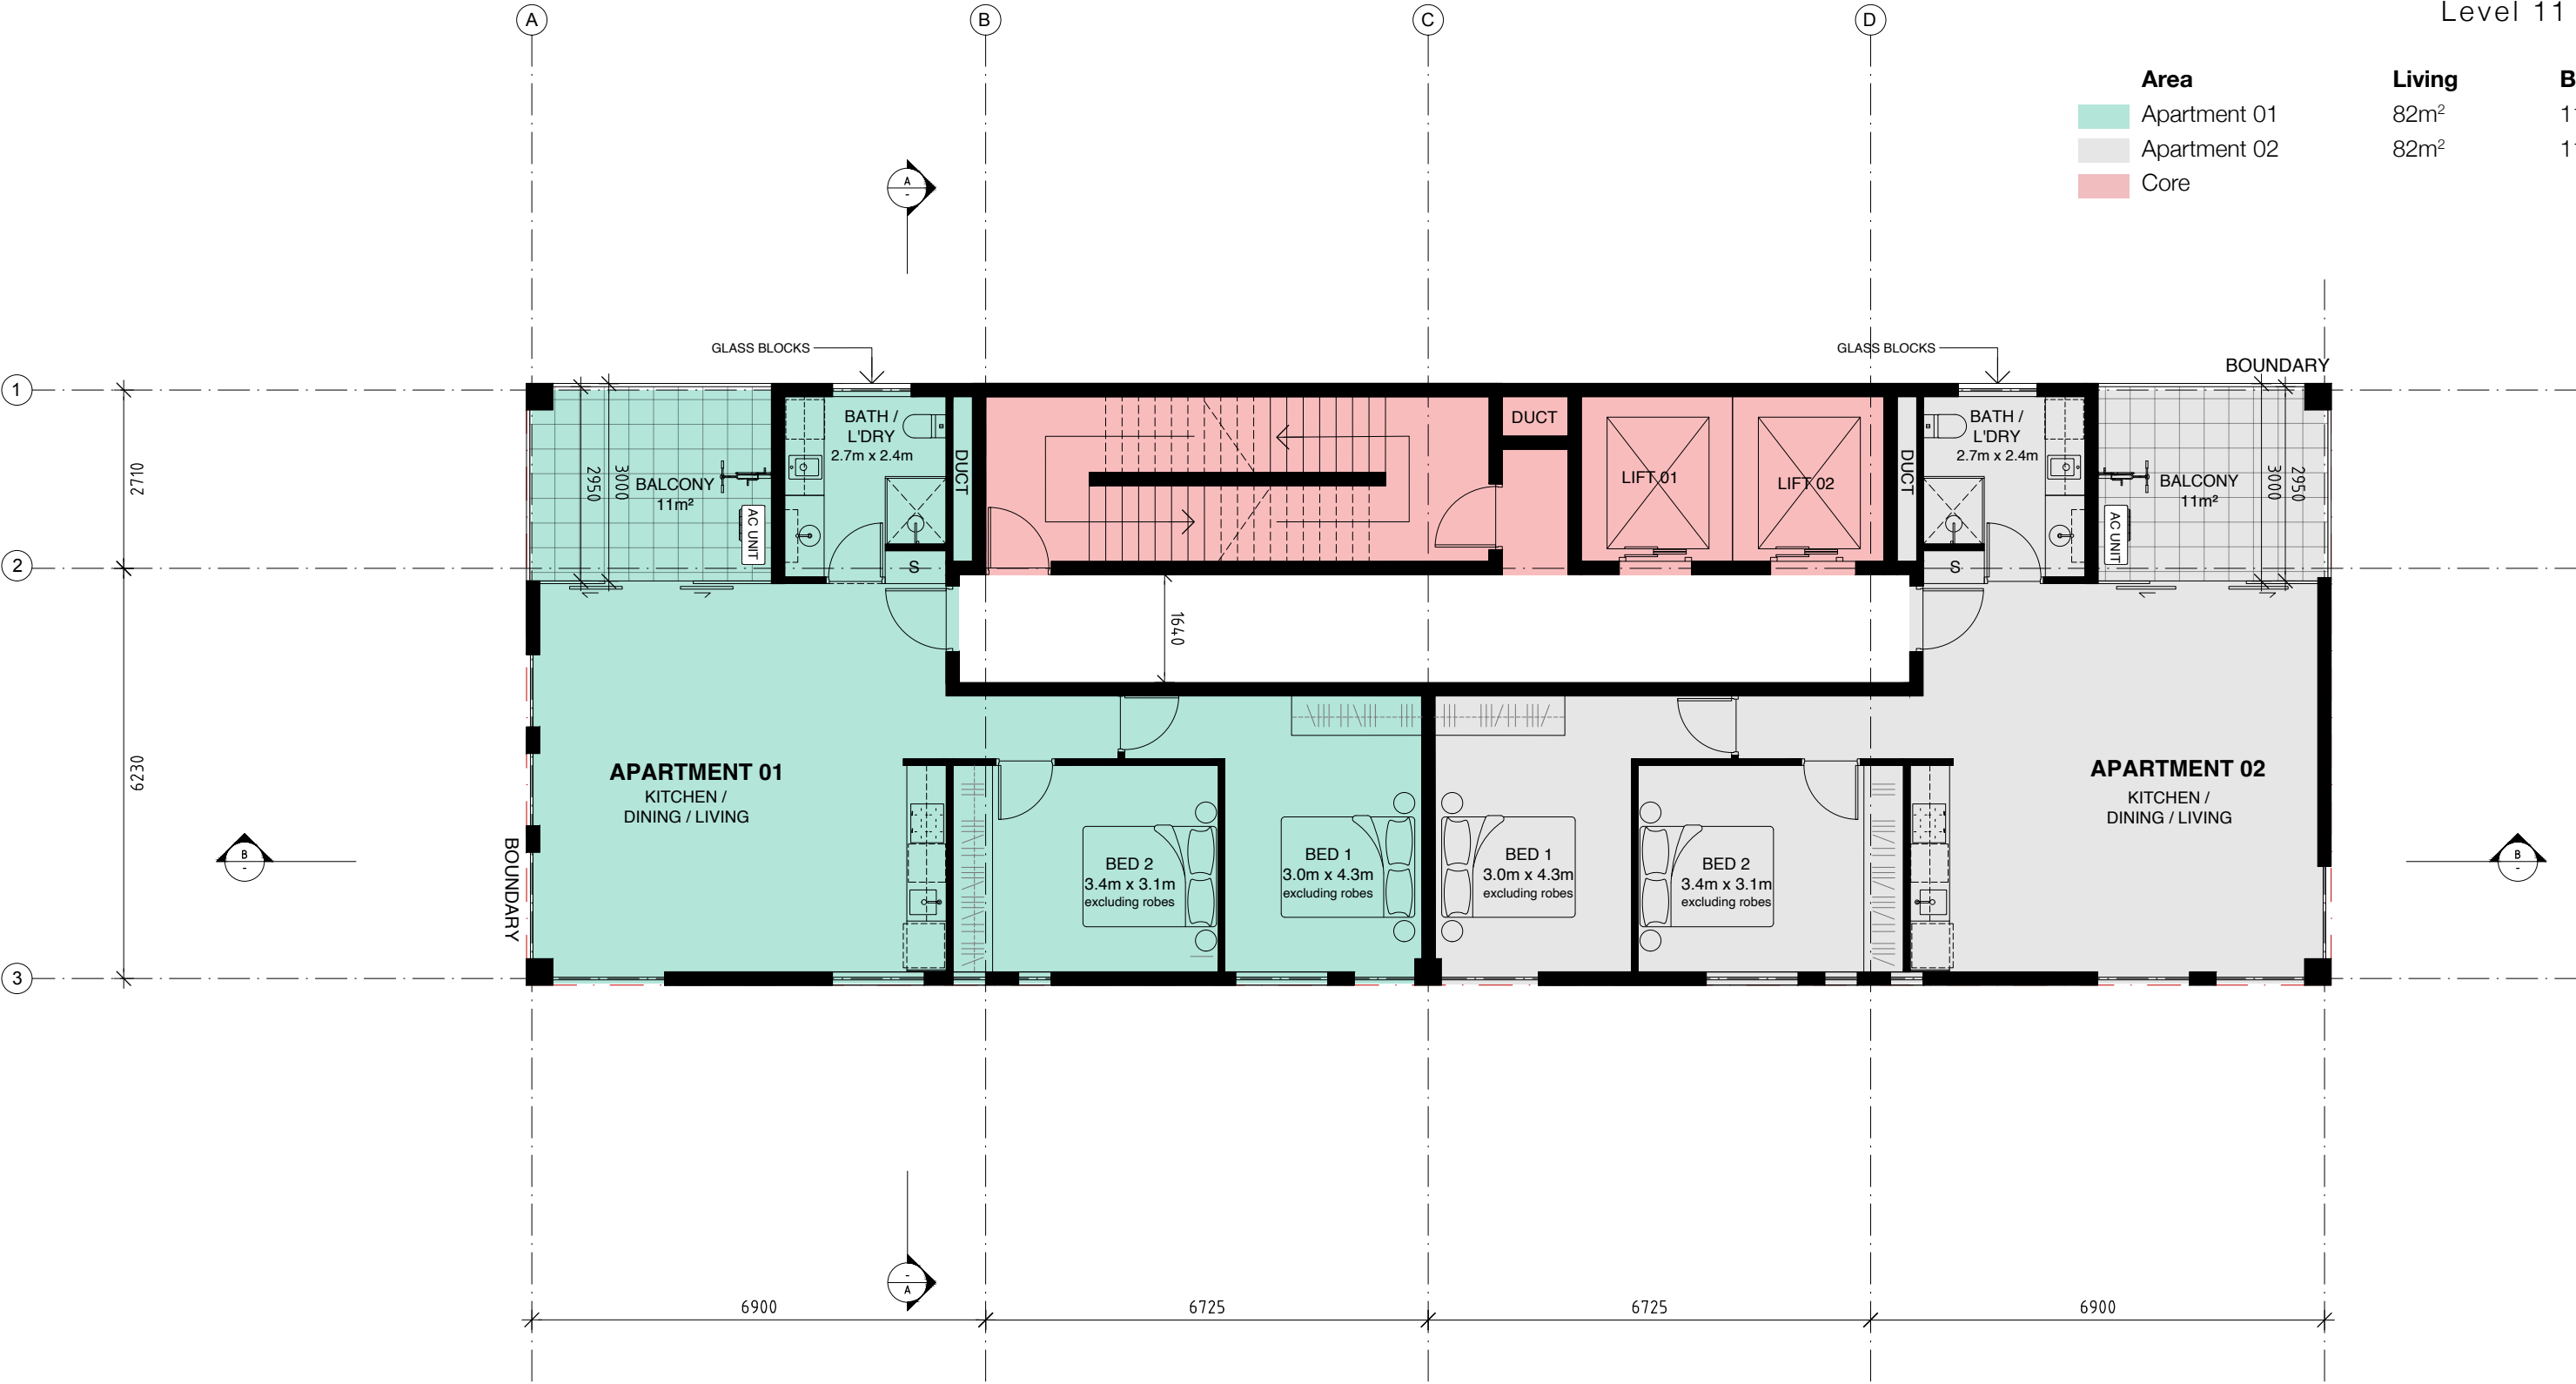 A
B
C
D
Level 11
Area
Living
B
Apartment 01
82m²
11
Apartment 02
82m²
11
Core
A
-
GLASS BLOCKS
GLASS BLOCKS
BOUNDARY
1
2
3
2710
6230
2950
3000
BALCONY
11m²
AC UNIT
BATH /
L'DRY
2.7m x 2.4m
S
DUCT
DUCT
LIFT 01
LIFT 02
DUCT
BATH /
L'DRY
2.7m x 2.4m
S
BALCONY
11m²
AC UNIT
3000
2950
1640
APARTMENT 01
KITCHEN /
DINING / LIVING
BOUNDARY
BED 2
3.4m x 3.1m
excluding robes
BED 1
3.0m x 4.3m
excluding robes
BED 1
3.0m x 4.3m
excluding robes
BED 2
3.4m x 3.1m
excluding robes
APARTMENT 02
KITCHEN /
DINING / LIVING
B
-
B
-
-
A
6900
6725
6725
6900